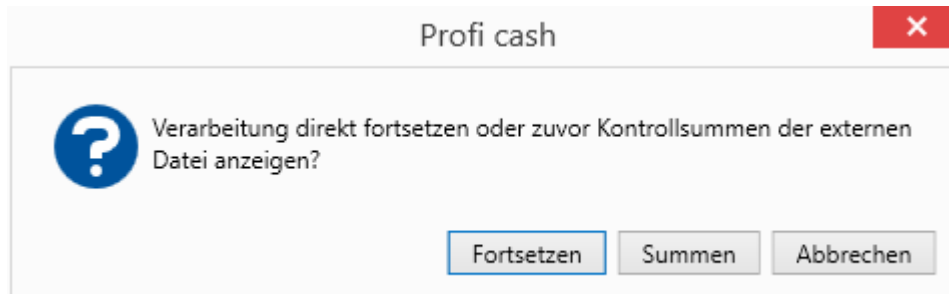 Profi cash
Verarbeitung direkt fortsetzen oder zuvor Kontrollsummen der externen
Datei anzeigen?
Fortsetzen
Summen
Abbrechen